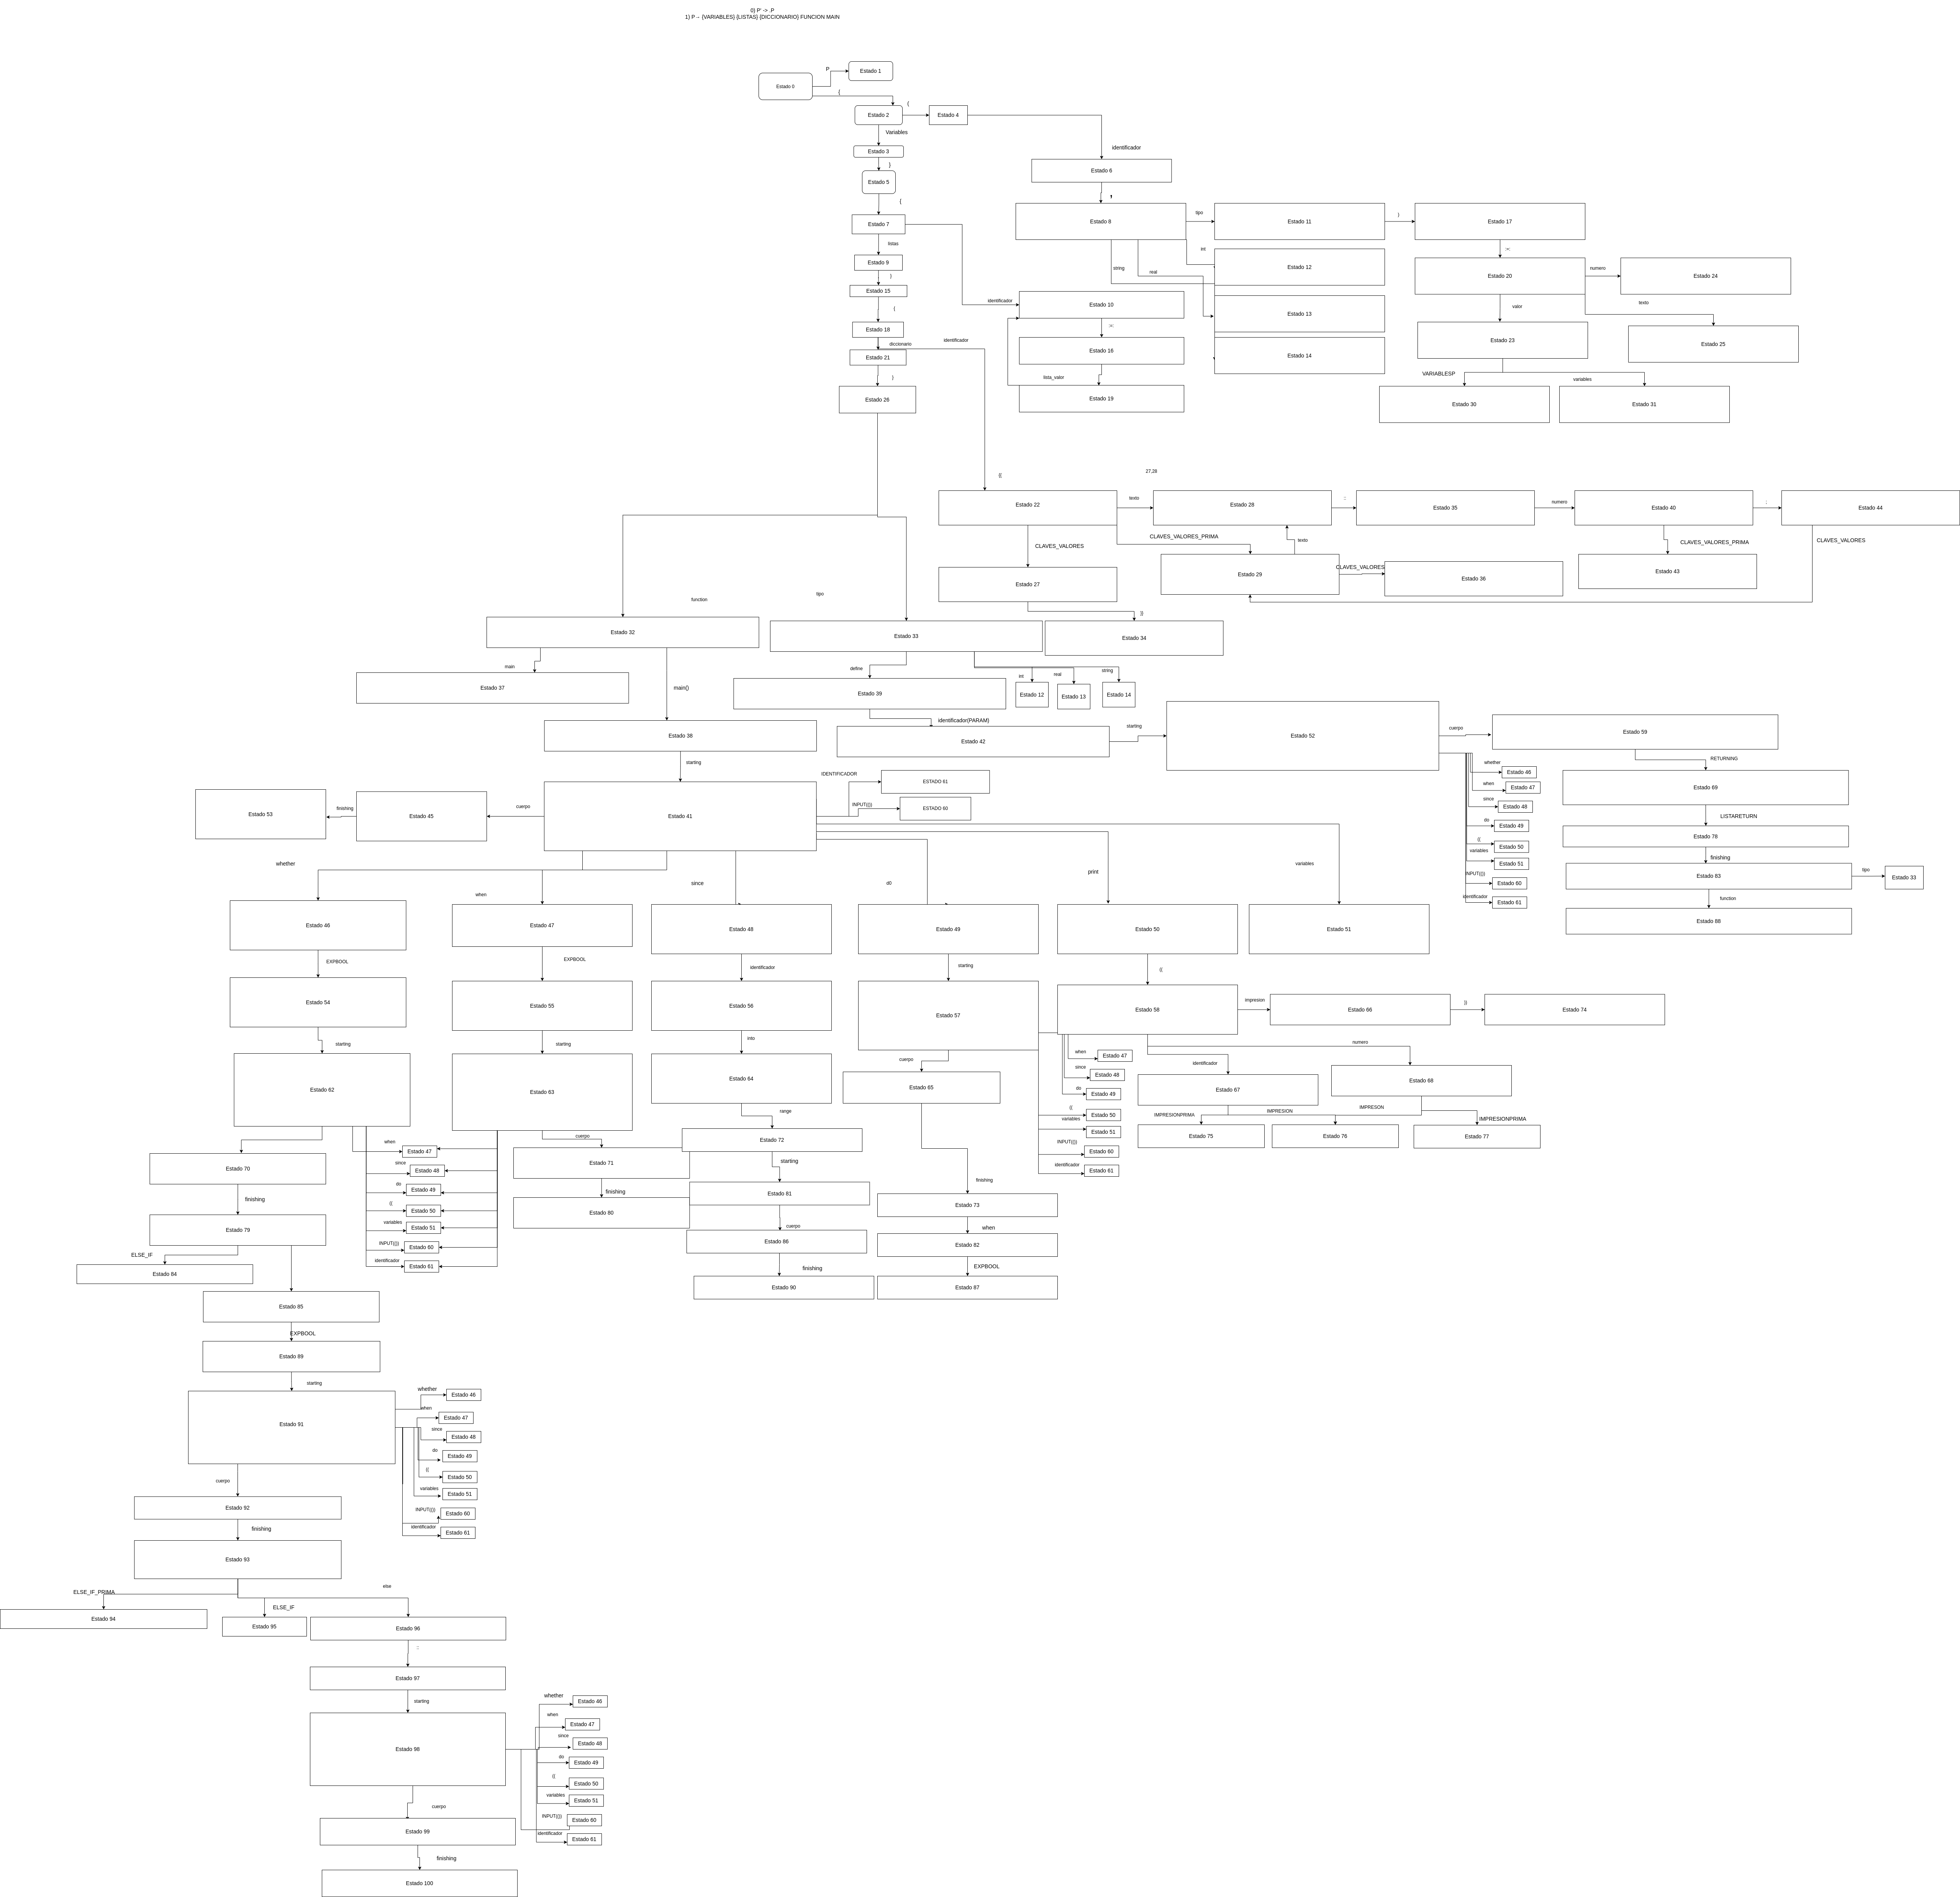 0) P' -> .P
1) P→ {VARIABLES} {LISTAS} {DICCIONARIO} FUNCION MAIN
P
Estado 1
Estado 0
{
{
Estado 2
Estado 4
Variables
identificador
Estado 3
}
Estado 6
Estado 5
{
tipo
Estado 8
Estado 11
}
Estado 17
Estado 7
listas
int
Estado 9
string
real
Estado 12
Estado 20
numero
Estado 24
}
Estado 15
identificador
Estado 10
texto
{
valor
Estado 13
Estado 18
diccionario
identificador
Estado 23
Estado 25
Estado 21
Estado 16
Estado 14
}
lista_valor
VARIABLESP
variables
Estado 26
Estado 19
Estado 30
Estado 31
27,28
texto
numero
Estado 22
Estado 28
Estado 35
Estado 40
Estado 44
CLAVES_VALORES_PRIMA
texto
CLAVES_VALORES
CLAVES_VALORES_PRIMA
CLAVES_VALORES
CLAVES_VALORES
Estado 29
Estado 36
Estado 43
Estado 27
function
tipo
})
Estado 32
Estado 33
Estado 34
main
define
int
real
string
Estado 37
main()
Estado 39
Estado 12
Estado 13
Estado 14
identificador(PARAM)
starting
Estado 38
Estado 42
Estado 52
cuerpo
Estado 59
starting
whether
RETURNING
IDENTIFICADOR
ESTADO 61
Estado 46
when
Estado 47
Estado 69
Estado 53
finishing
Estado 45
cuerpo
Estado 41
INPUT({})
ESTADO 60
since
Estado 48
LISTARETURN
do
Estado 49
Estado 78
({
Estado 50
variables
Estado 51
finishing
whether
when
since
d0
print
variables
INPUT({})
Estado 60
Estado 83
tipo
Estado 33
identificador
Estado 61
function
Estado 88
Estado 46
Estado 47
Estado 48
Estado 49
Estado 50
Estado 51
EXPBOOL
EXPBOOL
identificador
starting
({
Estado 54
Estado 55
Estado 56
Estado 57
Estado 58
impresion
Estado 66
})
Estado 74
starting
starting
into
cuerpo
when
Estado 47
identificador
numero
since
Estado 48
Estado 62
Estado 63
Estado 64
Estado 65
do
Estado 49
Estado 67
Estado 68
range
({
Estado 50
IMPRESIONPRIMA
IMPRESION
IMPRESON
IMPRESIONPRIMA
variables
Estado 51
Estado 75
Estado 76
Estado 77
when
Estado 47
cuerpo
Estado 72
INPUT({})
Estado 60
since
Estado 48
Estado 71
starting
identificador
Estado 61
Estado 70
do
Estado 49
finishing
Estado 81
finishing
finishing
({
Estado 50
Estado 80
Estado 73
Estado 79
variables
Estado 51
cuerpo
when
ELSE_IF
INPUT({})
Estado 60
Estado 86
Estado 82
identificador
Estado 61
finishing
EXPBOOL
Estado 84
Estado 90
Estado 87
Estado 85
EXPBOOL
Estado 89
starting
whether
Estado 46
when
Estado 47
Estado 91
since
Estado 48
do
Estado 49
({
Estado 50
cuerpo
variables
Estado 51
Estado 92
INPUT({})
Estado 60
finishing
identificador
Estado 61
Estado 93
else
ELSE_IF_PRIMA
ELSE_IF
Estado 94
Estado 95
Estado 96
:
Estado 97
starting
whether
Estado 46
when
Estado 47
since
Estado 48
Estado 98
do
Estado 49
({
Estado 50
variables
Estado 51
cuerpo
INPUT({})
Estado 60
Estado 99
identificador
Estado 61
finishing
Estado 100